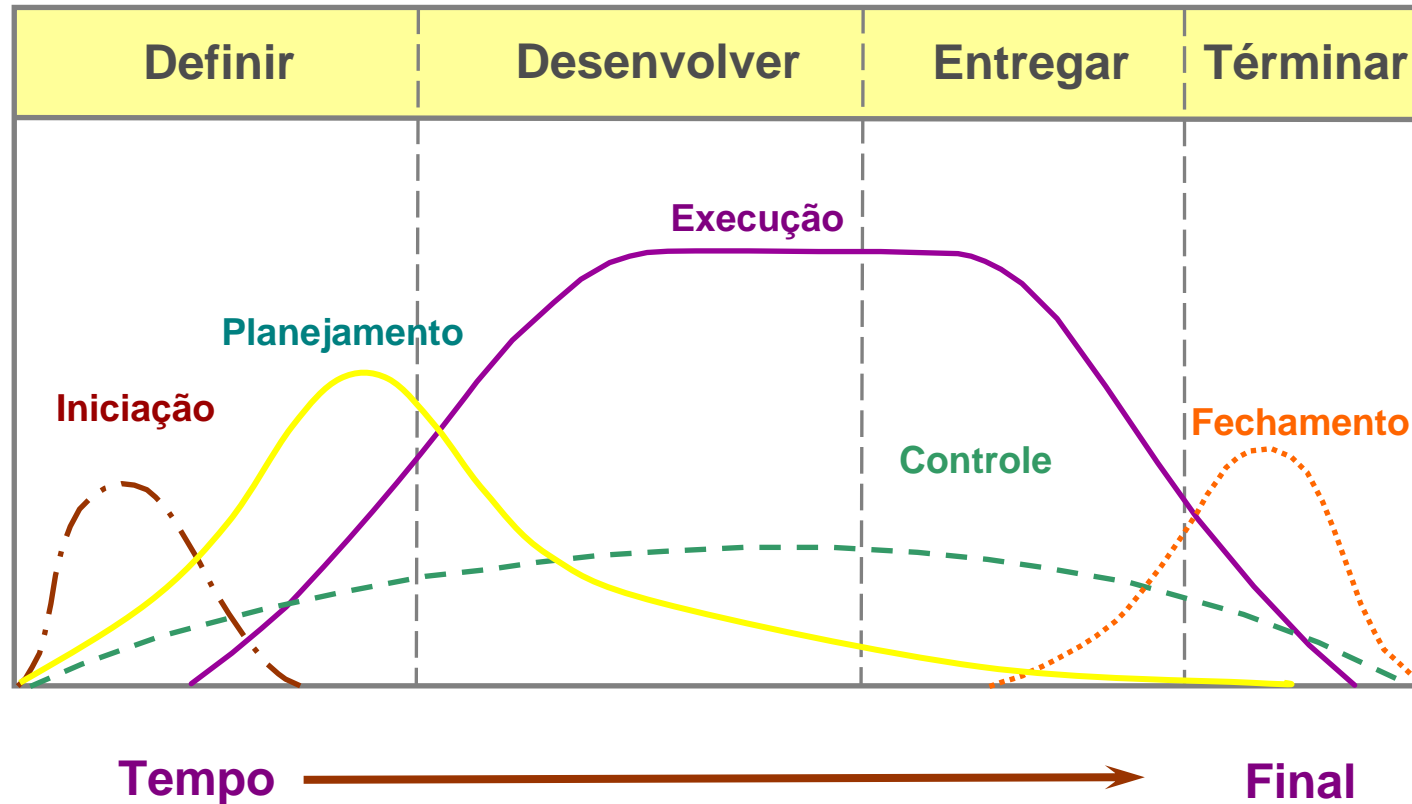 Definir Desenvolver Entregar Términar
Execução
Planejamento
Iniciação
Fechamento
Controle
Tempo Final